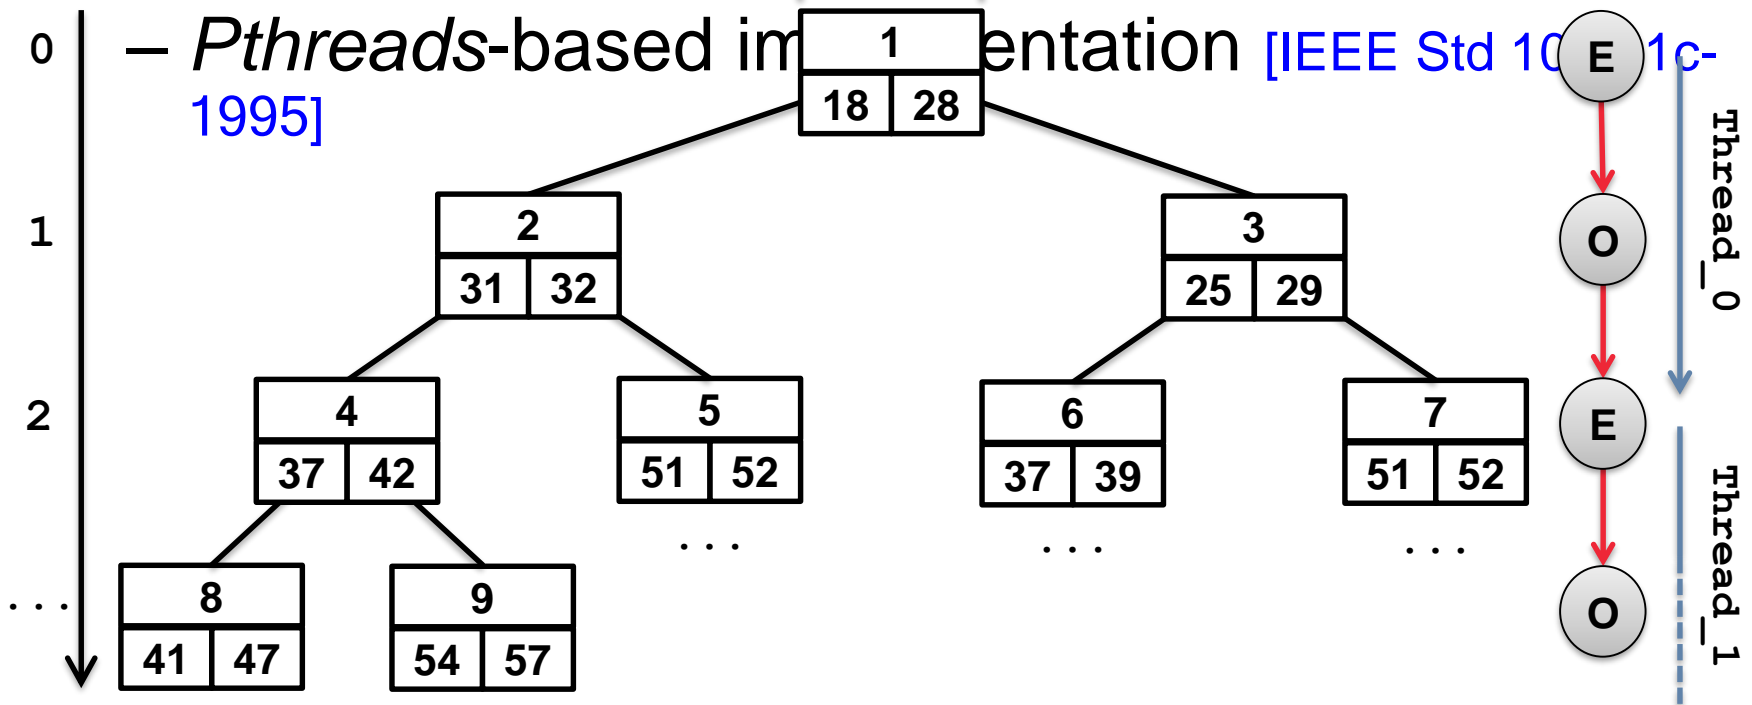 0
– Pthreads-based im entation [IEEE Std 10 1c-
1995]
1
18 28
E
Thread_0
1
2
31 32
3
25 29
O
2
4
37 42
5
51 52
6
37 39
7
51 52
E
Thread_1
... ... ...
...
8
41 47
9
54 57
O